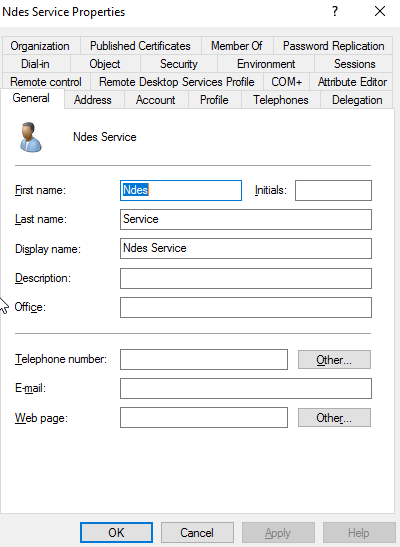 Ndes Service Properties
?
Organization Published Certificates Member Of Password Replication
Dial-in Object Security Environment Sessions
Remote control Remote Desktop Services Profile COM+ Attribute Editor
General Address Account Profile Telephones Delegation
Ndes Service
First name: Ndes Initials:
Last name: Service
Display name: Ndes Service
Description:
Office:
Telephone number: Other...
E-mail:
Web page: Other...
OK Cancel Apply Help